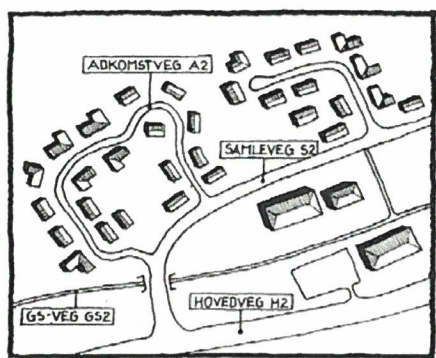 ADKOMSTVEG A2
SAMLEVEG S2
GS-VEG GS2
HOVEDVEG H2